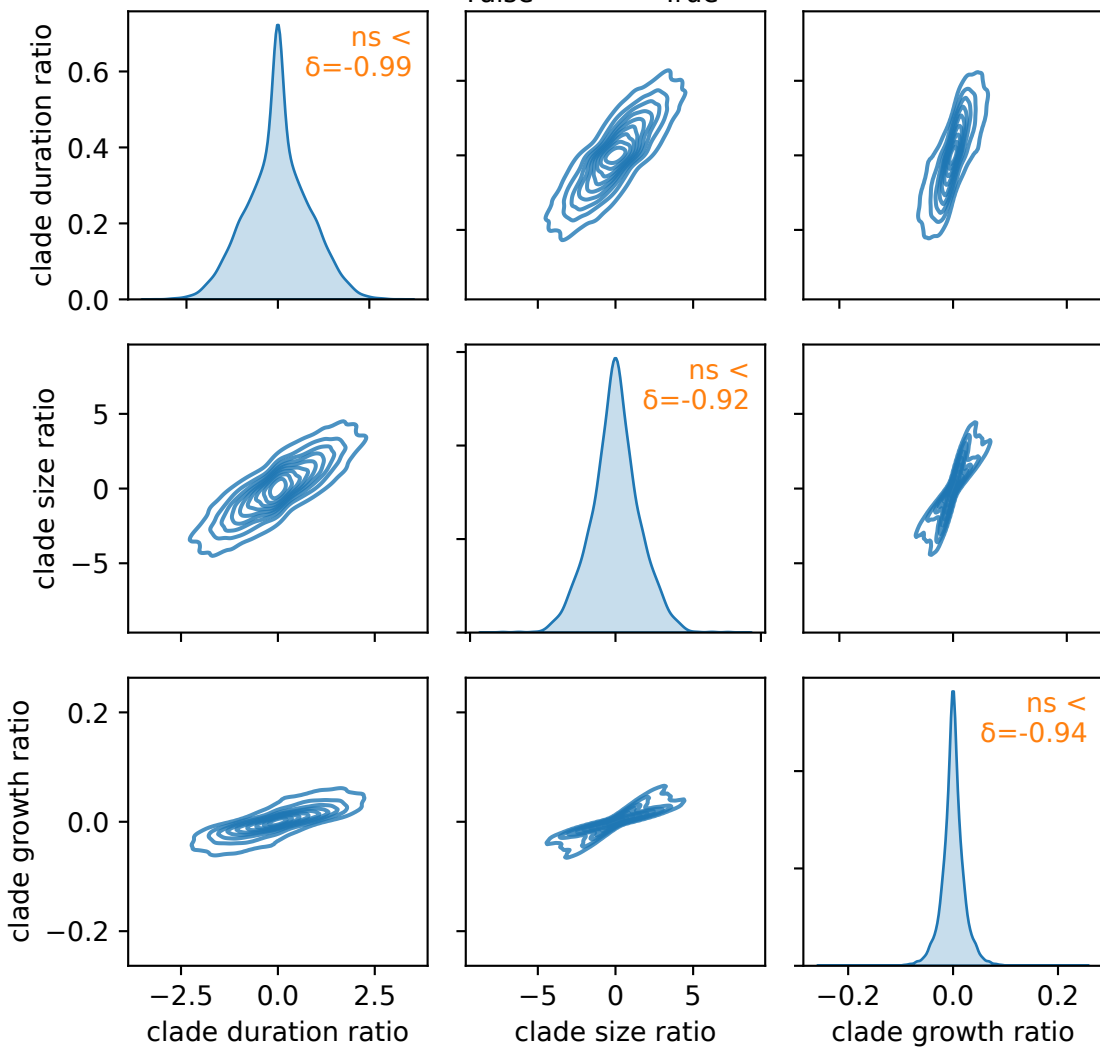 clade duration ratio
0.6
0.4
0.2
0.0
ns <
δ=-0.99
clade size ratio
5
0
−5
ns <
δ=-0.92
clade growth ratio
0.2
0.0
−0.2
ns <
δ=-0.94
−2.5 0.0 2.5
−5 0 5
−0.2 0.0 0.2
clade duration ratio
clade size ratio
clade growth ratio